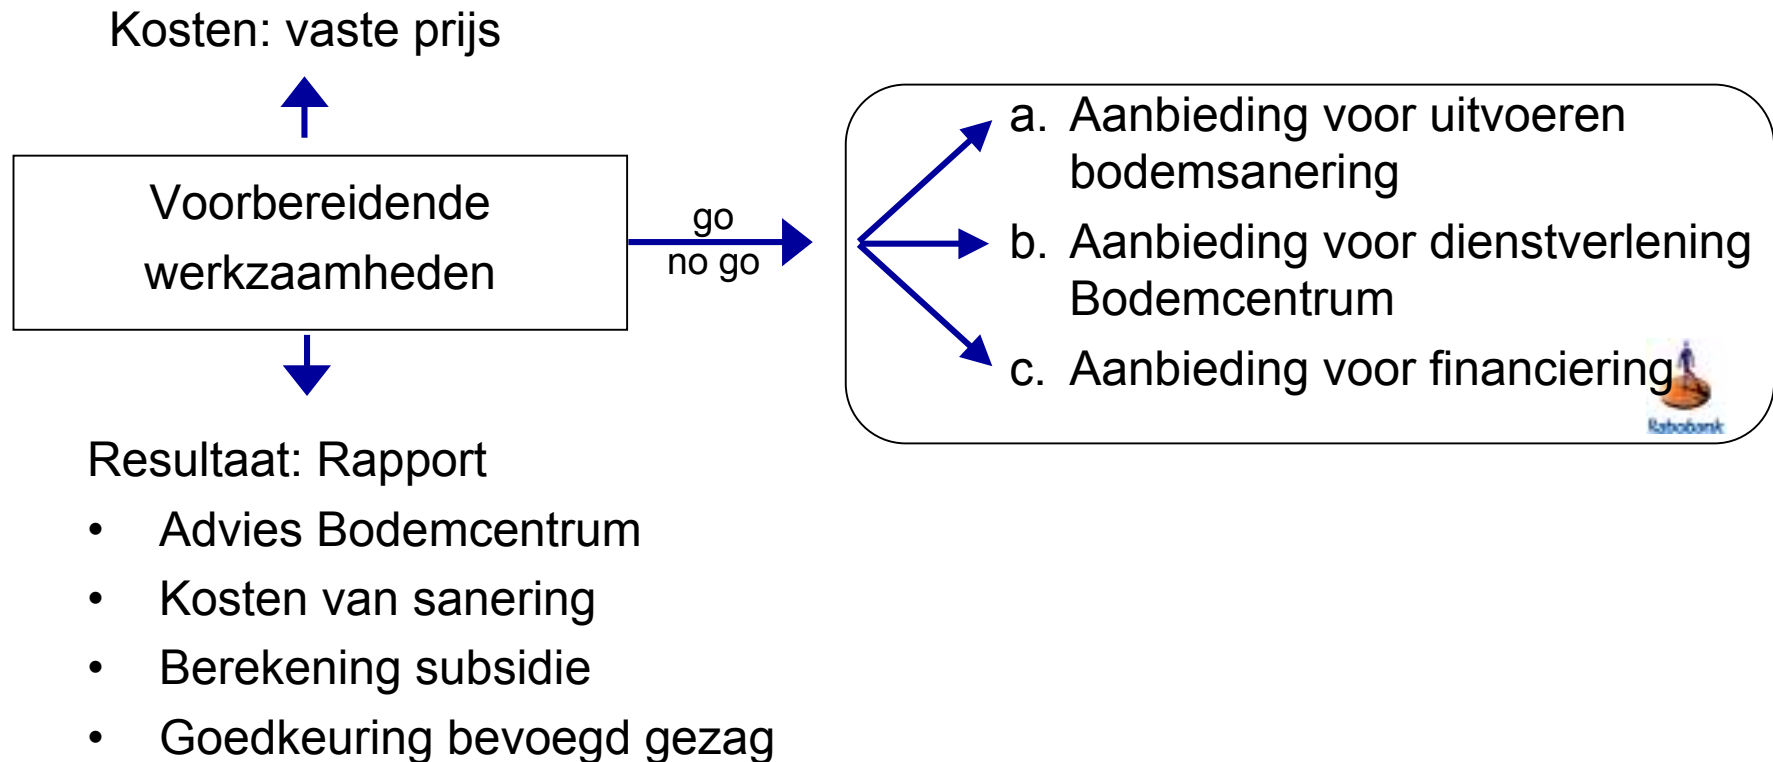 Kosten: vaste prijs
Voorbereidende
werkzaamheden
go
no go
a. Aanbieding voor uitvoeren
bodemsanering
b. Aanbieding voor dienstverlening
Bodemcentrum
c. Aanbieding voor financiering
Rabobank
Resultaat: Rapport
• Advies Bodemcentrum
• Kosten van sanering
• Berekening subsidie
• Goedkeuring bevoegd gezag